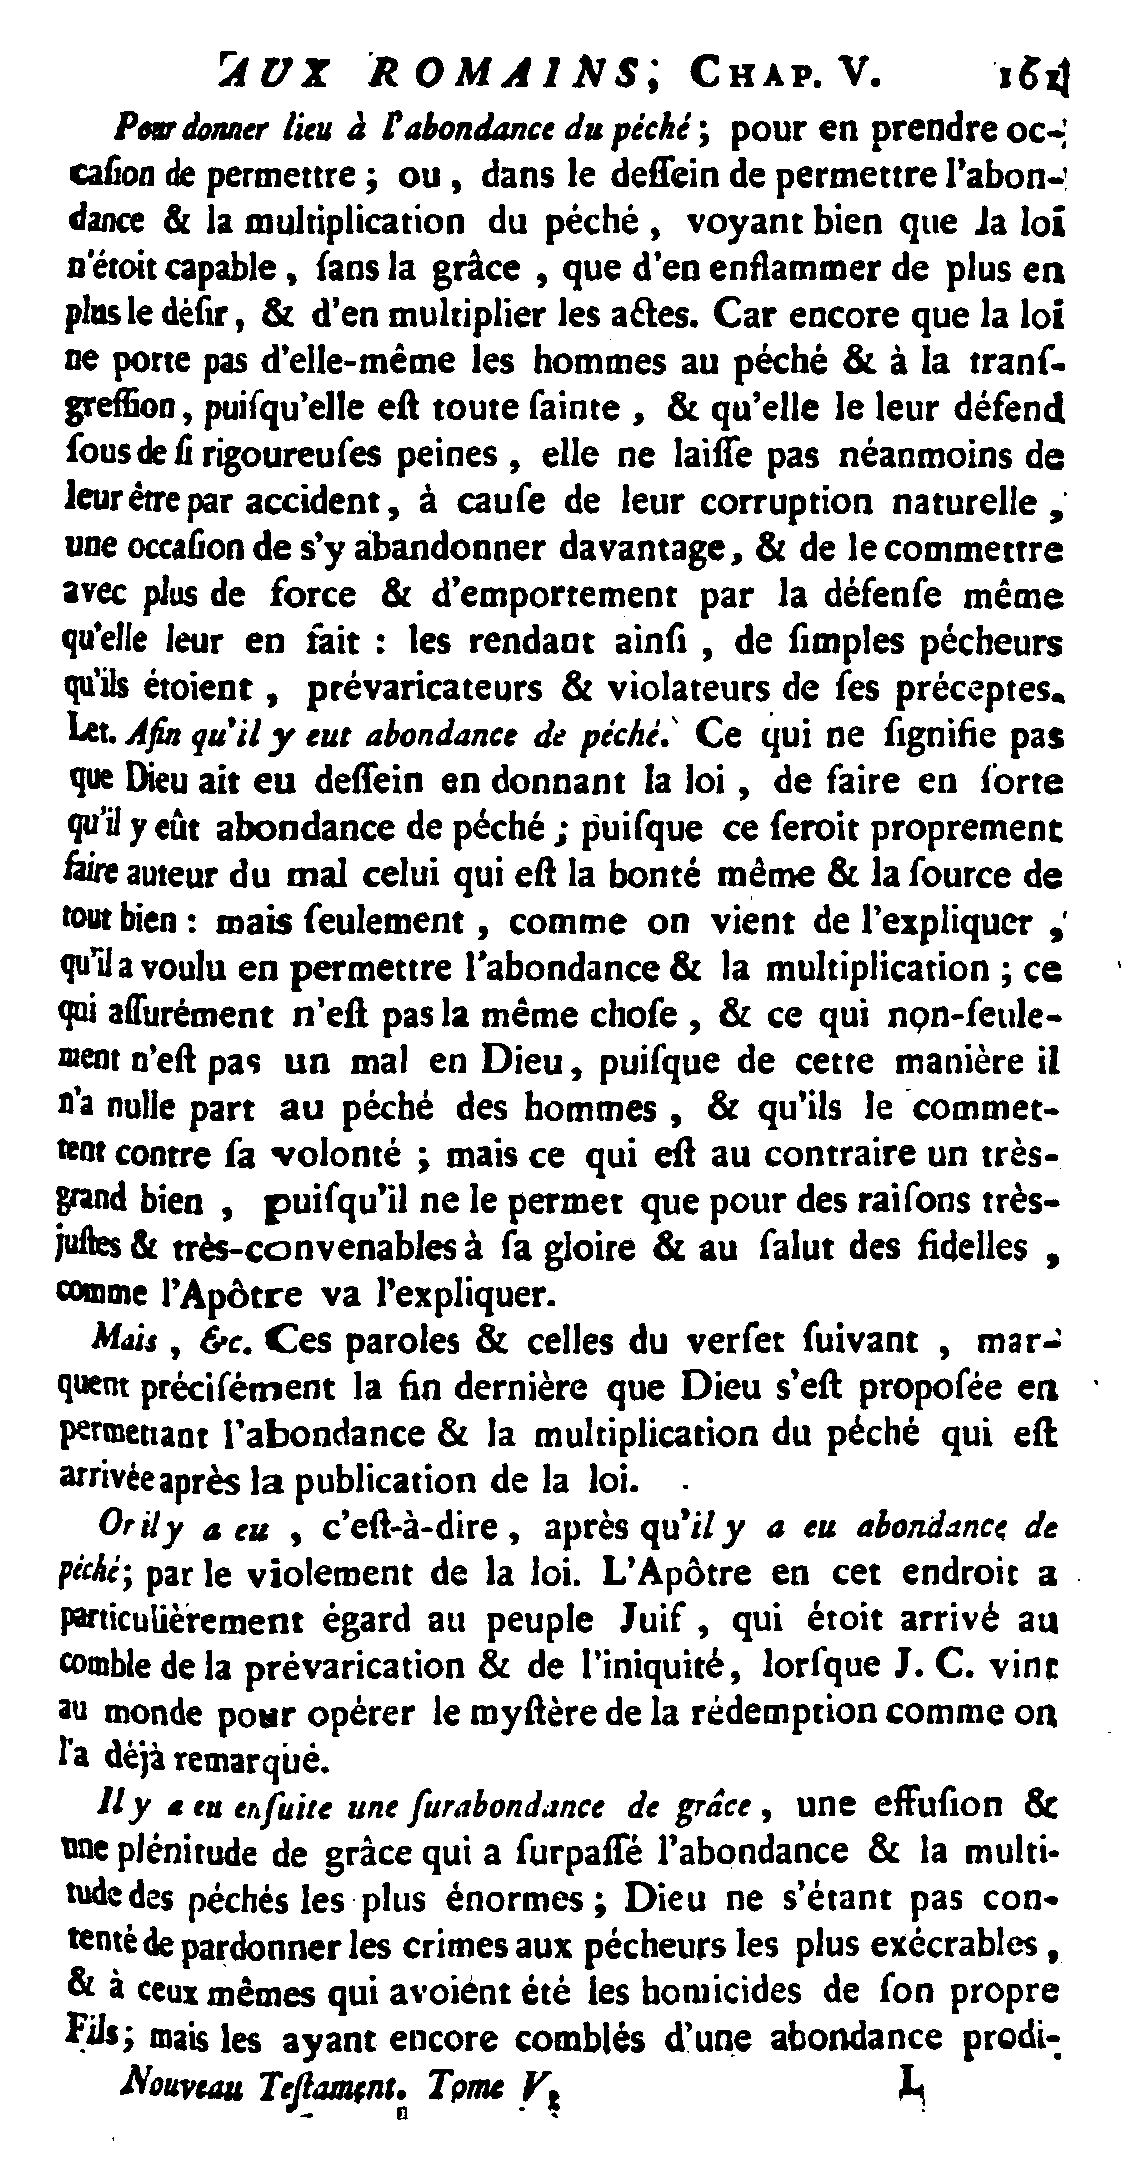 AUX ROMAINS, CHAP. V. 161
Pour donner lieu à l'abondance du péché ; pour en prendre oc-
caſion de permettre ; ou, dans le deſſein de permettre l'abon-
dance & la multiplication du péché, voyant bien que la loi
n'étoit capable, ſans la grâce, que d'en enflammer de plus en
plus le déſir, & d'en multiplier les actes. Car encore que la loi
ne porte pas d'elle-même les hommes au péché & à la tranſ-
greſſion, puiſqu'elle eſt toute ſainte, & qu'elle le leur défend
ſous de ſi rigoureuſes peines, elle ne laiſſe pas néanmoins de
leur être par accident, à cauſe de leur corruption naturelle,
une occaſion de s'y abandonner davantage, & de le commettre
avec plus de force & d'emportement par la défenſe même
qu'elle leur en fait : les rendant ainſi, de ſimples pécheurs
qu'ils étoient, prévaricateurs & violateurs de ſes préceptes.
Let. Afin qu'il y eut abondance de péché. Ce qui ne ſignifie pas
que Dieu ait eu deſſein en donnant la loi, de faire en ſorte
qu'il y eût abondance de péché ; puiſque ce ſeroit proprement
faire auteur du mal celui qui eſt la bonté même & la ſource de
tout bien : mais ſeulement, comme on vient de l'expliquer,
qu'il a voulu en permettre l'abondance & la multiplication ; ce
qui aſſurément n'eſt pas la même choſe, & ce qui non-ſeule-
ment n'eſt pas un mal en Dieu, puiſque de cette manière il
n'a nulle part au péché des hommes, & qu'ils le commet-
tent contre ſa volonté ; mais ce qui eſt au contraire un très-
grand bien, puiſqu'il ne le permet que pour des raiſons très-
juſtes & très-convenables à ſa gloire & au ſalut des fidelles,
comme l'Apôtre va l'expliquer.
Mais, &c. Ces paroles & celles du verſet ſuivant, mar-
quent préciſément la fin dernière que Dieu s'eſt propoſée en
permettant l'abondance & la multiplication du péché qui eſt
arrivée après la publication de la loi.
Or il y a eu, c'eſt-à-dire, après qu'il y a eu abondance de
péché; par le violement de la loi. L'Apôtre en cet endroit a
particulièrement égard au peuple Juif, qui étoit arrivé au
comble de la prévarication & de l'iniquité, lorſque J. C. vint
au monde pour opérer le myſtère de la rédemption comme on
l'a déjà remarqué.
Il y a eu enſuite une ſurabondance de grâce, une effuſion &
une plénitude de grâce qui a ſurpaſſé l'abondance & la multi-
tude des péchés les plus énormes ; Dieu ne s'étant pas con-
tenté de pardonner les crimes aux pécheurs les plus exécrables,
& à ceux mêmes qui avoient été les homicides de ſon propre
Fils; mais les ayant encore comblés d'une abondance prodi-
Nouveau Teſtament. Tome V. L